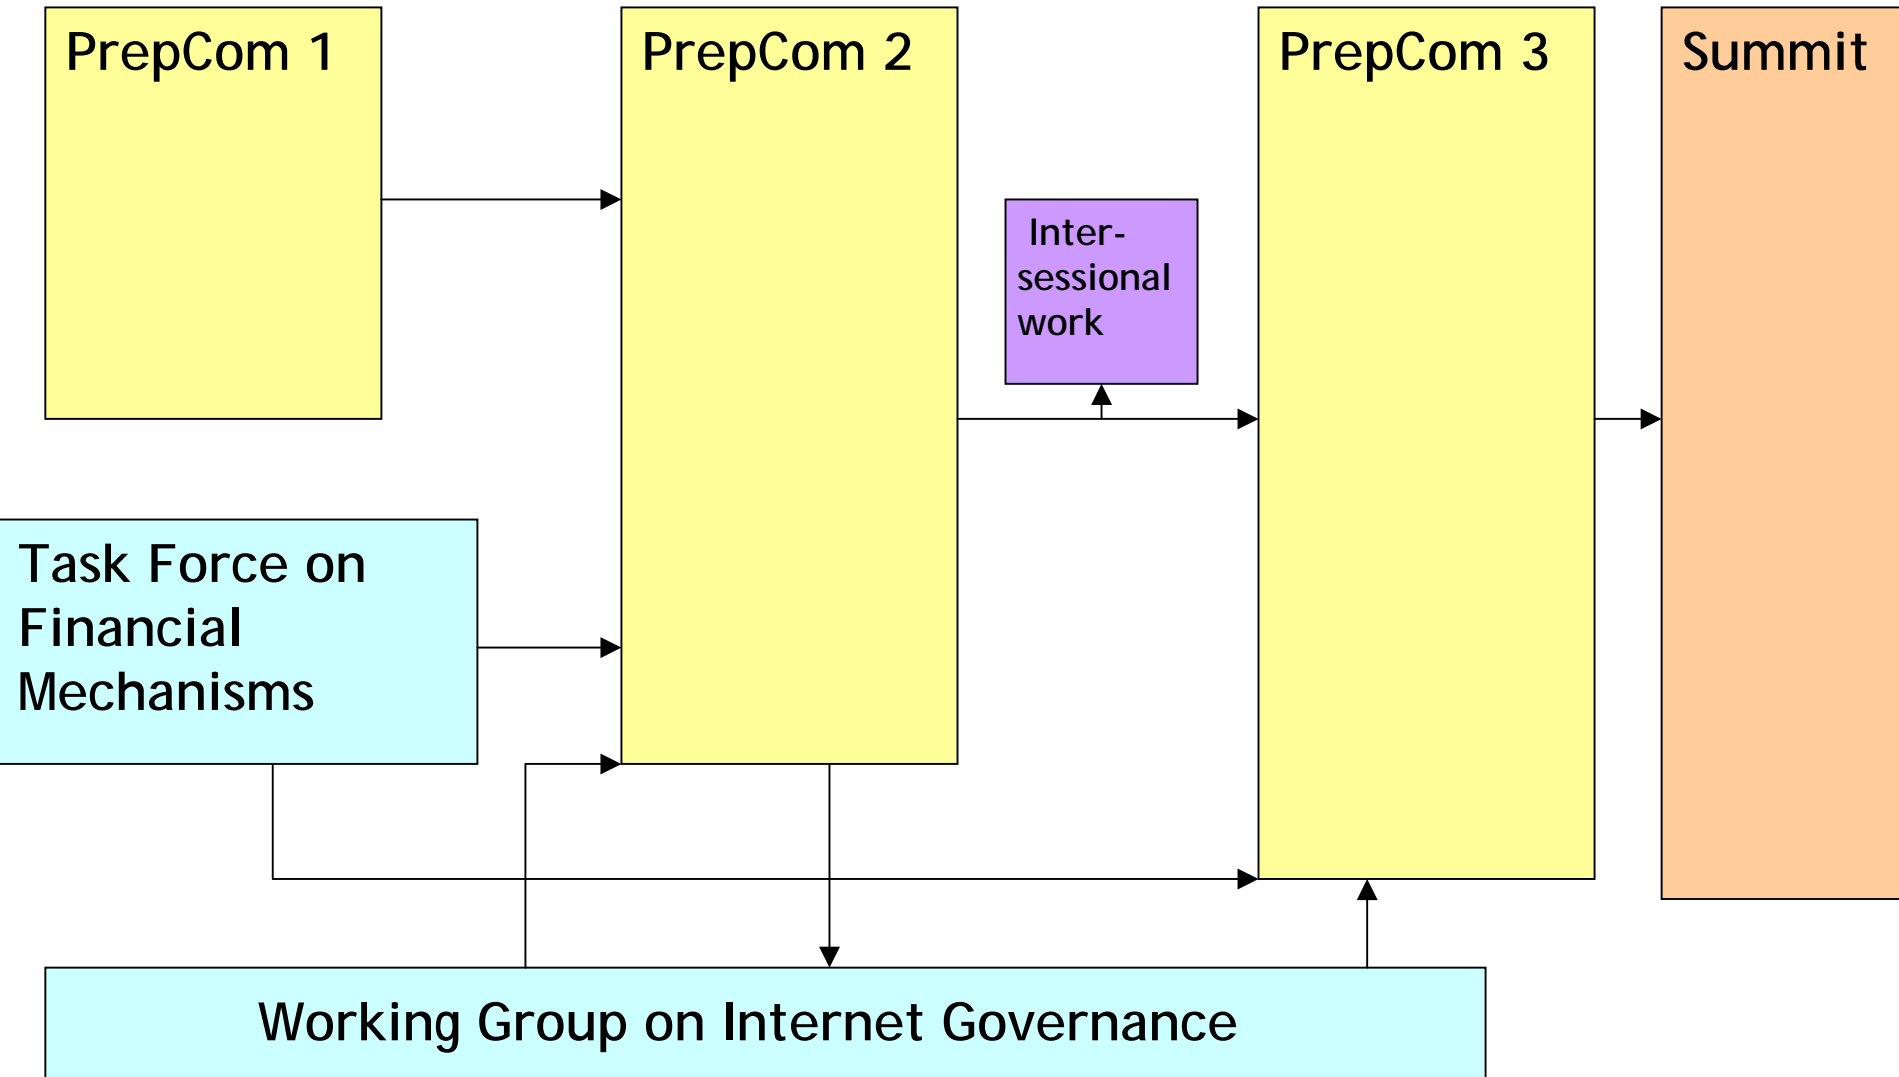 PrepCom 1
PrepCom 2
PrepCom 3
Summit
Inter-
sessional
work
Task Force on
Financial
Mechanisms
Working Group on Internet Governance